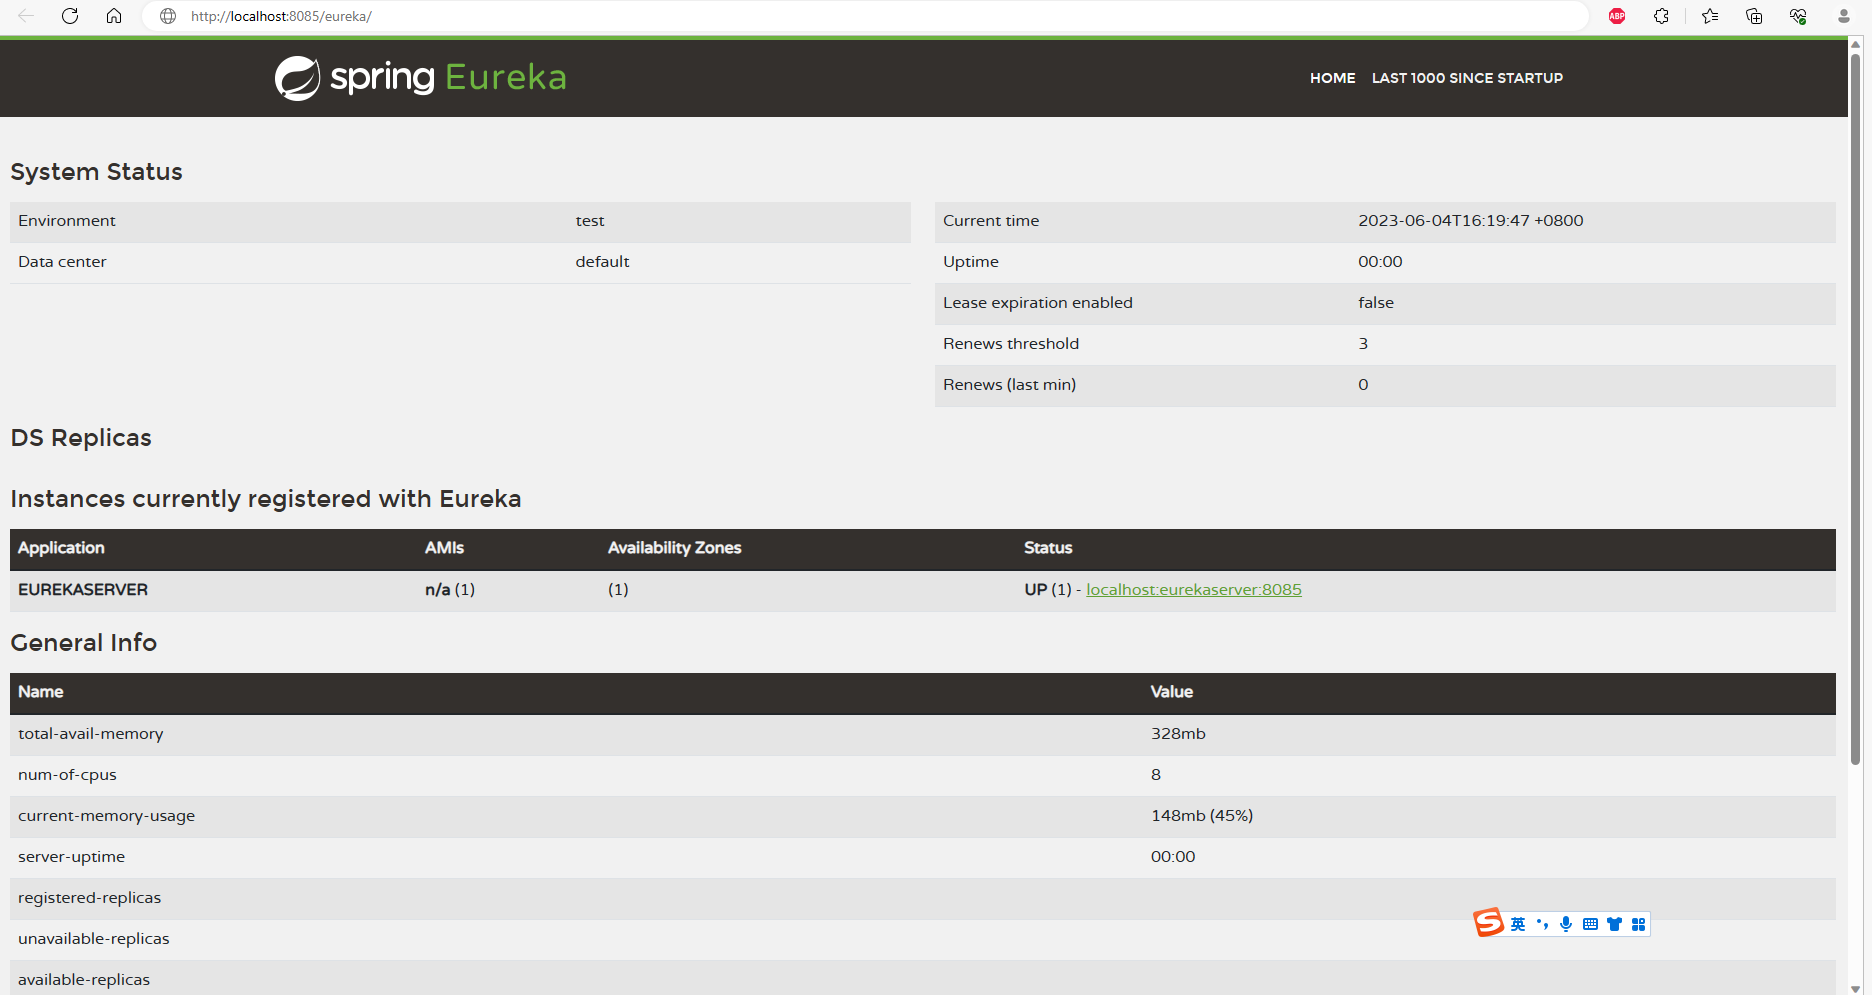 http://localhost:8085/eureka/
ABP
spring Eureka
HOME LAST 1000 SINCE STARTUP
System Status
Environment test
Data center default
Current time 2023-06-04T16:19:47 +0800
Uptime 00:00
Lease expiration enabled false
Renews threshold 3
Renews (last min) 0
DS Replicas
Instances currently registered with Eureka
Application AMIs Availability Zones Status
EUREKASERVER n/a (1) (1) UP (1) - localhost:eurekaserver:8085
General Info
Name Value
total-avail-memory 328mb
num-of-cpus 8
current-memory-usage 148mb (45%)
server-uptime 00:00
registered-replicas
S 英
unavailable-replicas
available-replicas